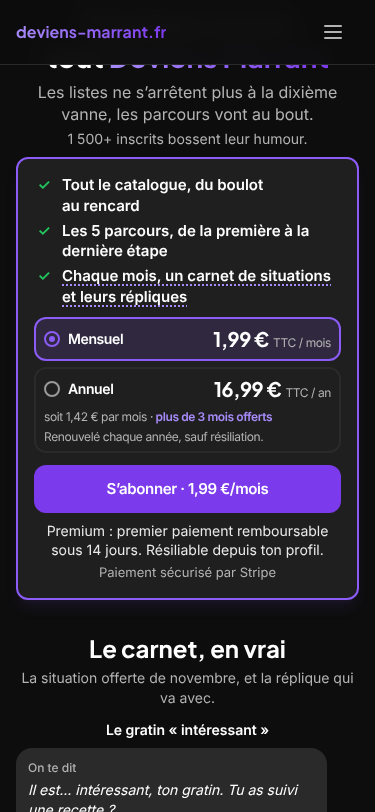 deviens-marrant.fr
tout Deviens Marrant
Les listes ne s’arrêtent plus à la dixième
vanne, les parcours vont au bout.
1 500+ inscrits bossent leur humour.
Tout le catalogue, du boulot
au rencard
Les 5 parcours, de la première à la
dernière étape
Chaque mois, un carnet de situations
et leurs répliques
Mensuel 1,99 € TTC / mois
Annuel 16,99 € TTC / an
soit 1,42 € par mois · plus de 3 mois offerts
Renouvelé chaque année, sauf résiliation.
S’abonner · 1,99 €/mois
Premium : premier paiement remboursable
sous 14 jours. Résiliable depuis ton profil.
Paiement sécurisé par Stripe
Le carnet, en vrai
La situation offerte de novembre, et la réplique qui
va avec.
Le gratin « intéressant »
On te dit
Il est… intéressant, ton gratin. Tu as suivi
une recette ?